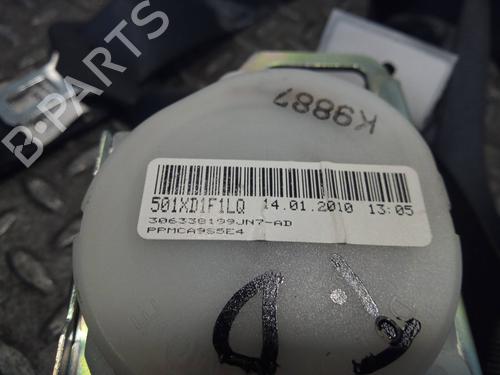 B-PARTS
K9887
501XD1F1LQ 14.01.2010 13:05
306338199JN7-AD
PPMCA9S5E4